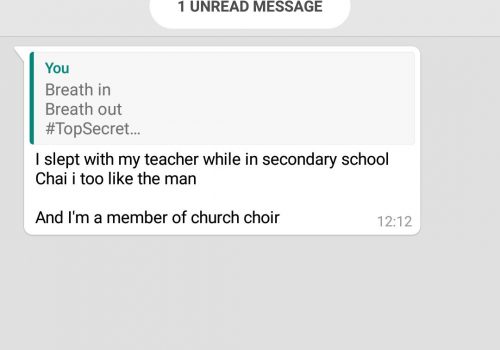 1 UNREAD MESSAGE
You
Breath in
Breath out
#TopSecret...
I slept with my teacher while in secondary school
Chai i too like the man
And I'm a member of church choir
12:12